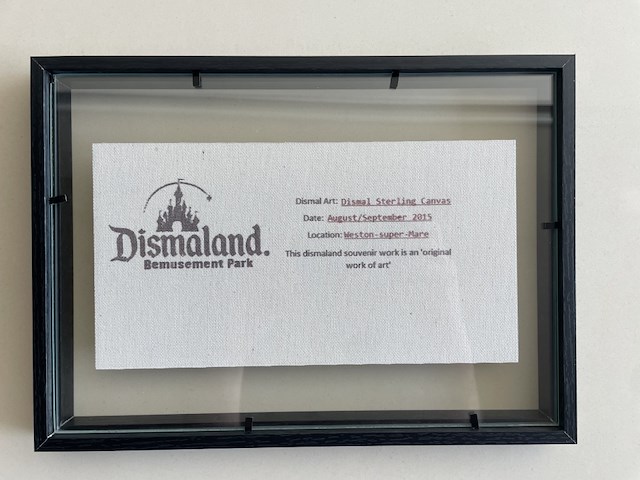 Dismaland.
Bemusement Park
Dismal Art: Dismal Sterling Canvas
Date: August/September 2015
Location: Weston-super-Mare
This dismaland souvenir work is an 'original
work of art'